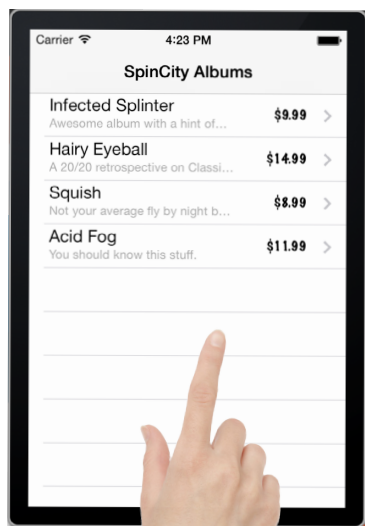 Carrier 4:23 PM
SpinCity Albums
Infected Splinter
Awesome album with a hint of...
$9.99
Hairy Eyeball
A 20/20 retrospective on Classi...
$14.99
Squish
Not your average fly by night b...
$8.99
Acid Fog
You should know this stuff.
$11.99